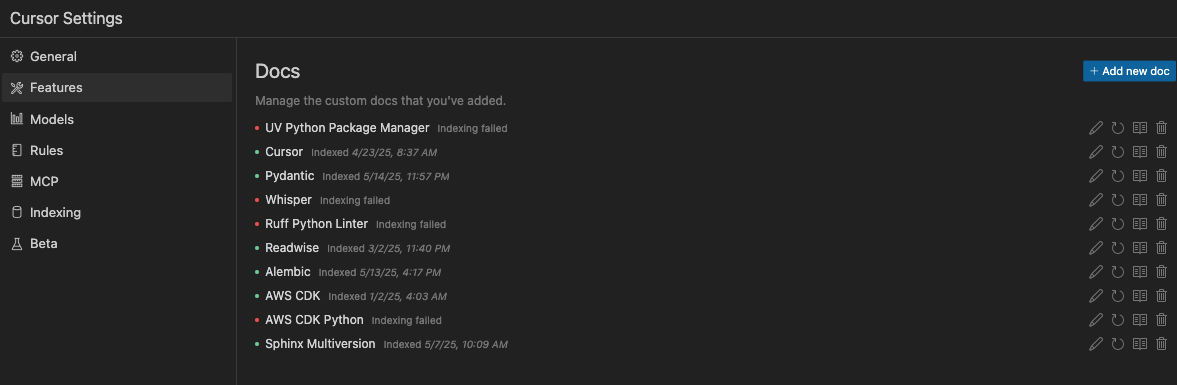 Cursor Settings
General
Features
Models
Rules
MCP
Indexing
Beta
Docs
+ Add new doc
Manage the custom docs that you've added.
UV Python Package Manager Indexing failed
Cursor Indexed 4/23/25, 8:37 AM
Pydantic Indexed 5/14/25, 11:57 PM
Whisper Indexing failed
Ruff Python Linter Indexing failed
Readwise Indexed 3/2/25, 11:40 PM
Alembic Indexed 5/13/25, 4:17 PM
AWS CDK Indexed 1/2/25, 4:03 AM
AWS CDK Python Indexing failed
Sphinx Multiversion Indexed 5/7/25, 10:09 AM